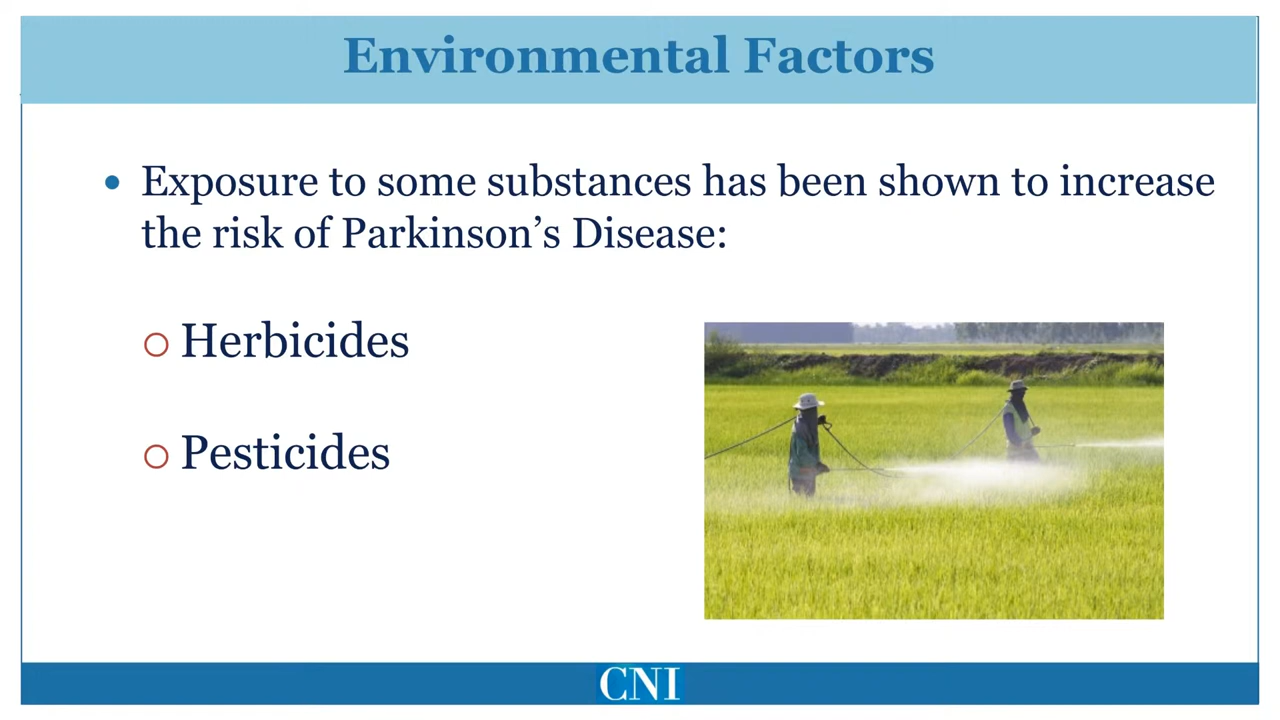 Environmental Factors
• Exposure to some substances has been shown to increase
the risk of Parkinson’s Disease:
○ Herbicides
○ Pesticides
CNI